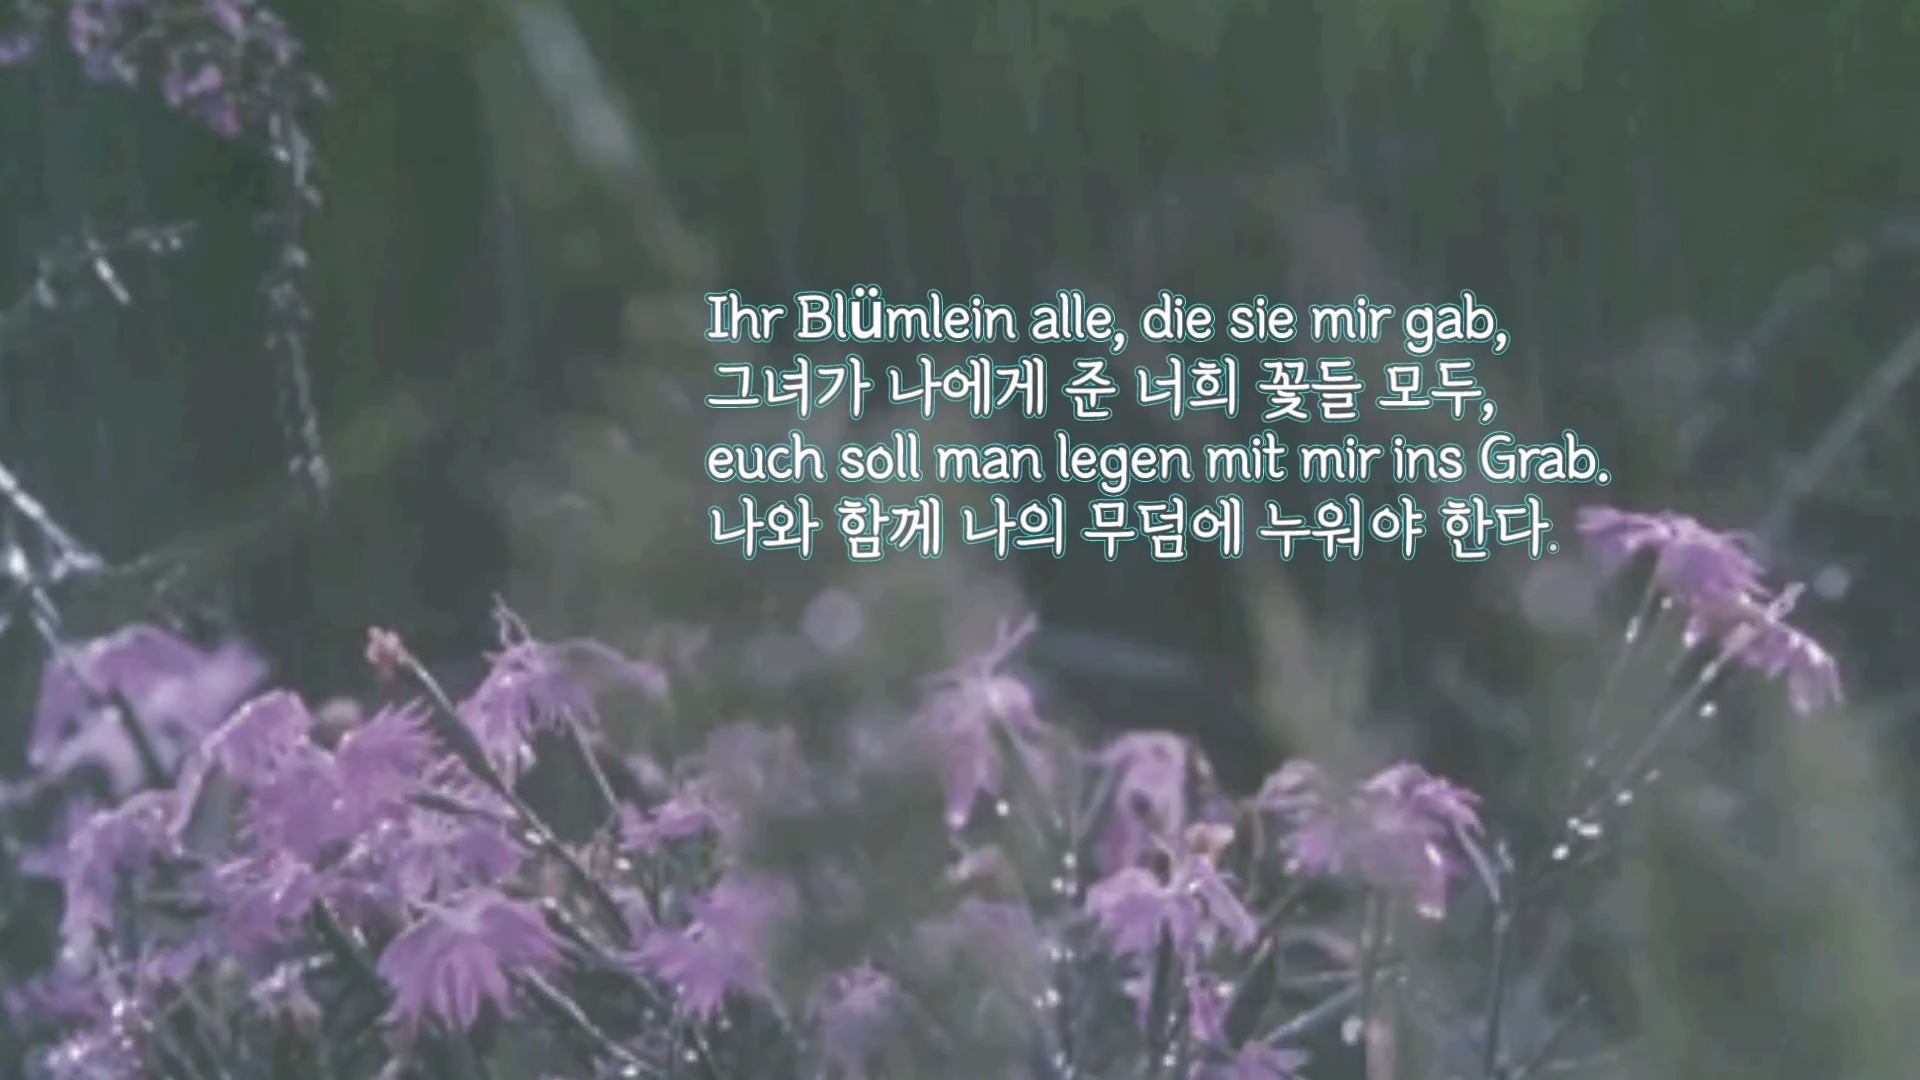 Ihr Blümlein alle, die sie mir gab,
그녀가 나에게 준 너희 꽃들 모두,
euch soll man legen mit mir ins Grab.
나와 함께 나의 무덤에 누워야 한다.